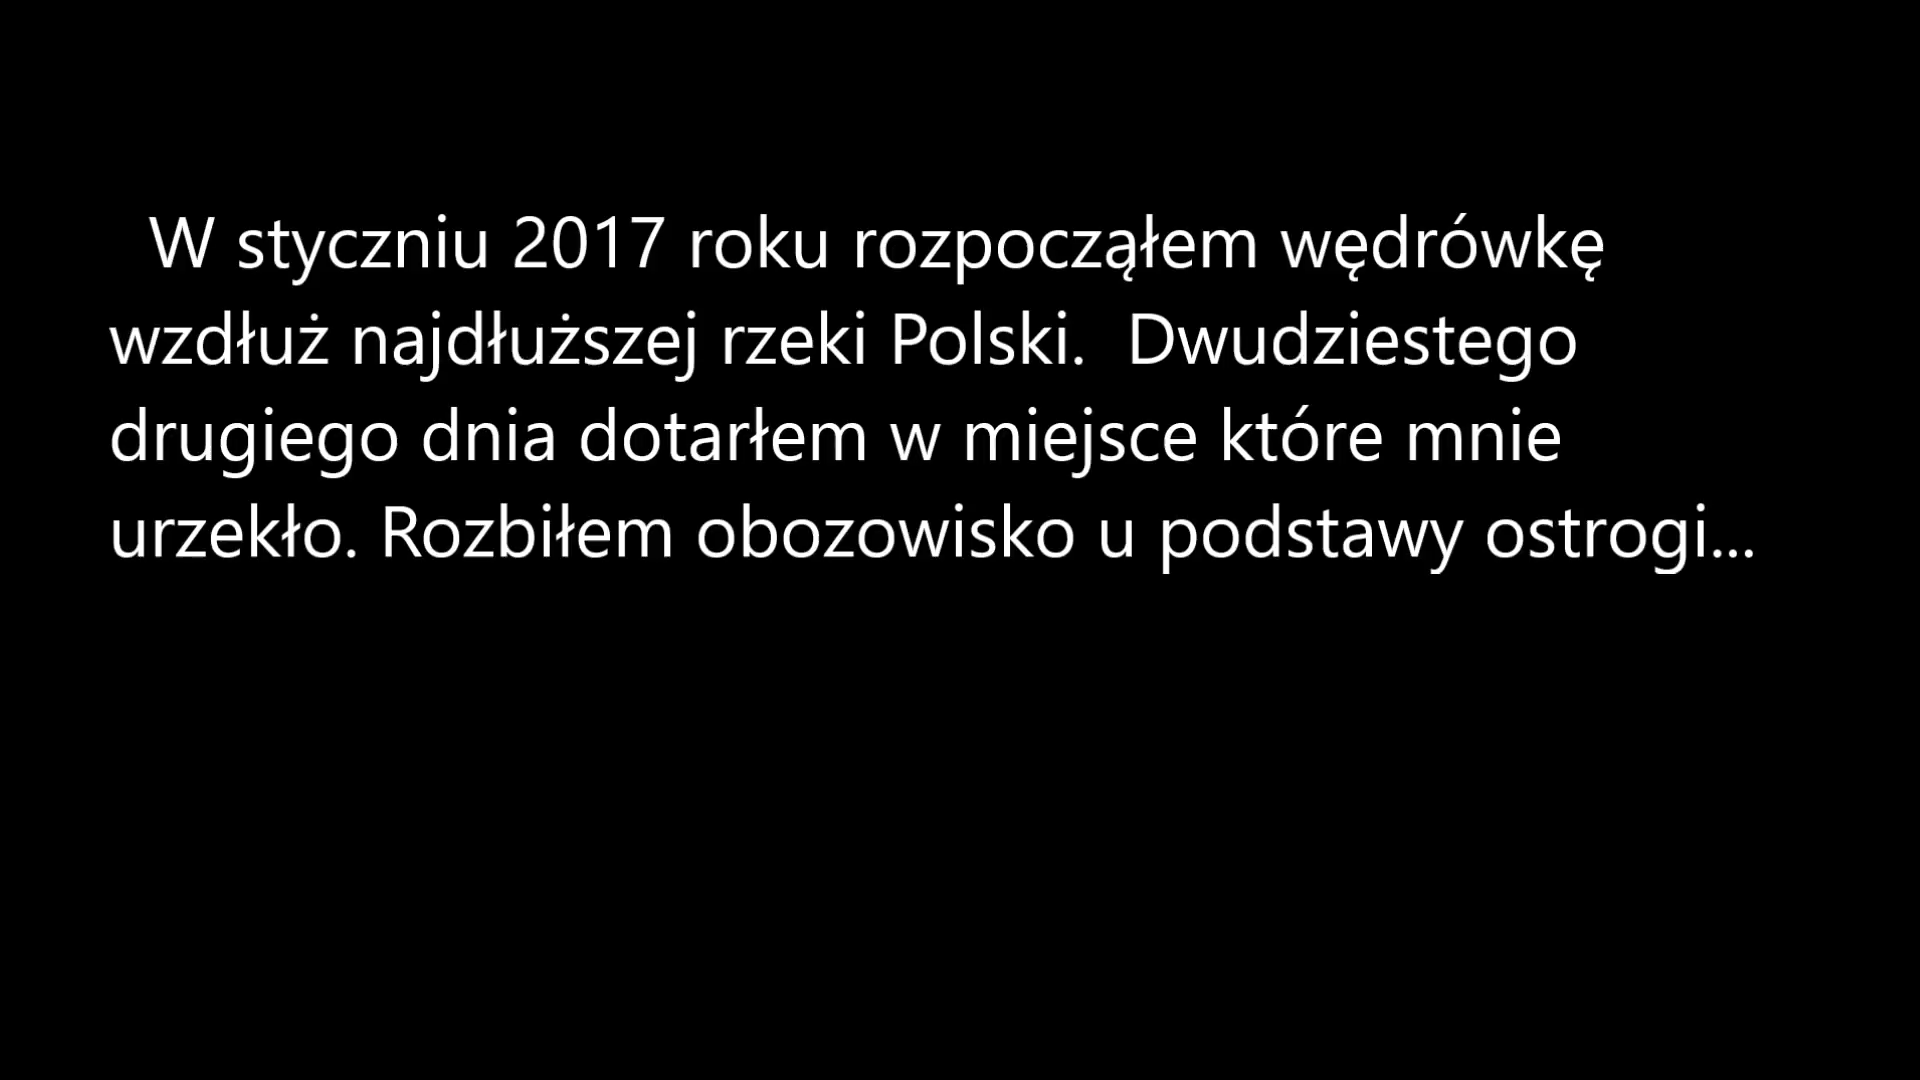 W styczniu 2017 roku rozpocząłem wędrówkę
wzdłuż najdłuższej rzeki Polski.  Dwudziestego
drugiego dnia dotarłem w miejsce które mnie
urzekło. Rozbiłem obozowisko u podstawy ostrogi...